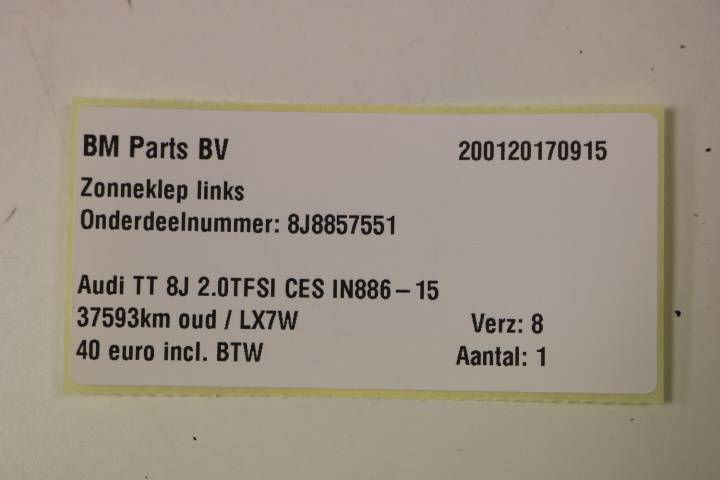 BM Parts BV 200120170915
Zonneklep links
Onderdeelnummer: 8J8857551
Audi TT 8J 2.0TFSI CES IN886-15
37593km oud / LX7W Verz: 8
40 euro incl. BTW Aantal: 1